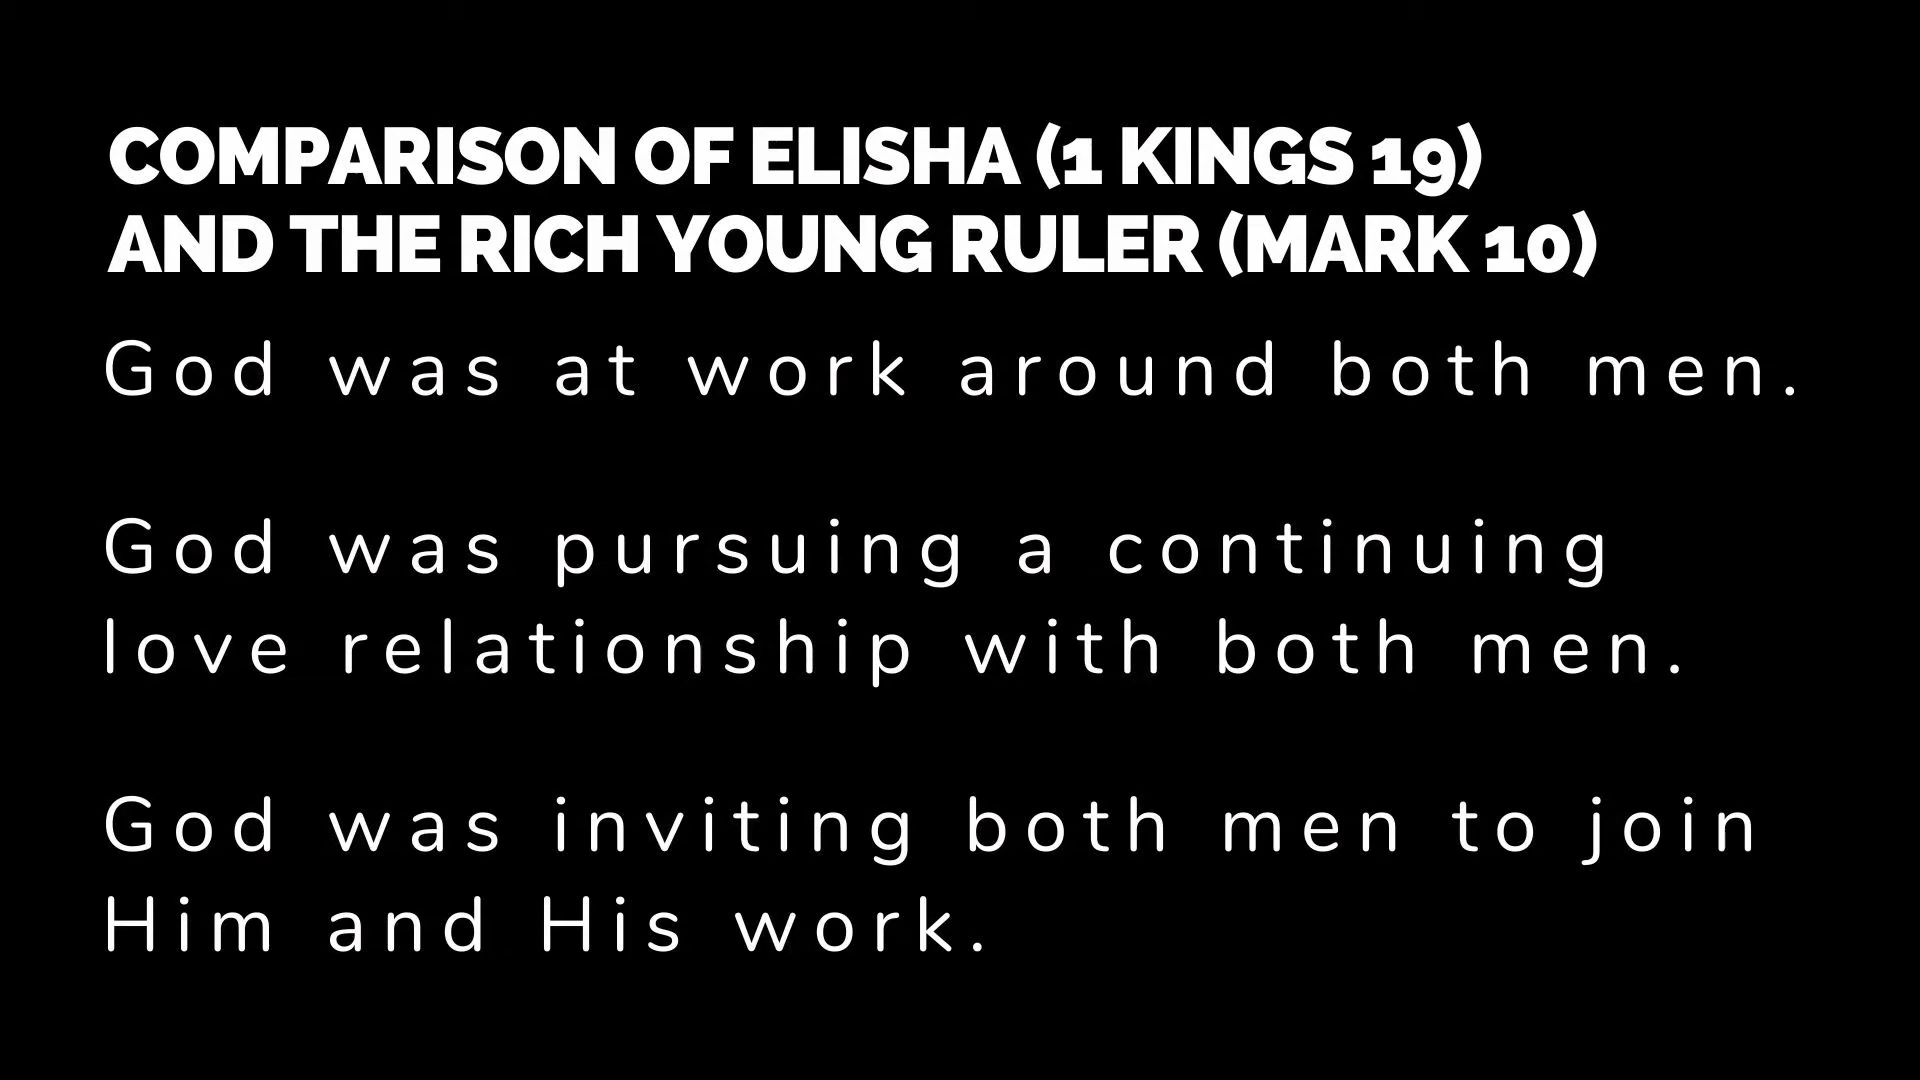 COMPARISON OF ELISHA (1 KINGS 19)
AND THE RICH YOUNG RULER (MARK 10)
God was at work around both men.
God was pursuing a continuing
love relationship with both men.
God was inviting both men to join
Him and His work.